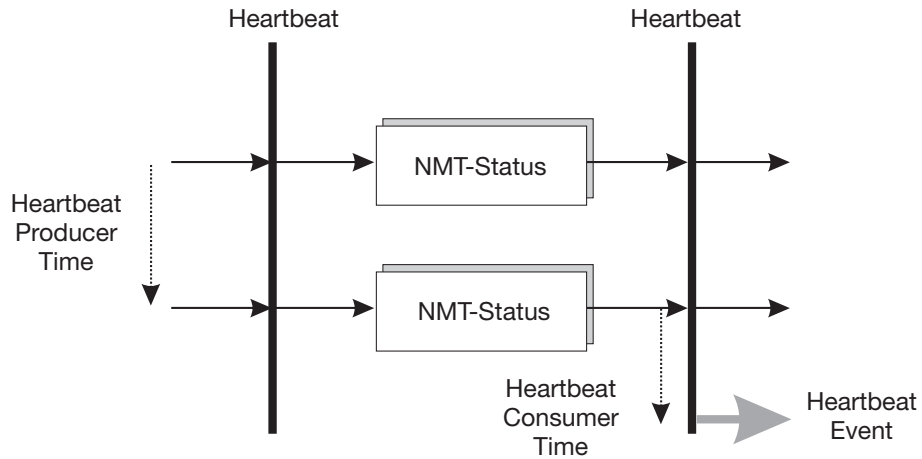 Heartbeat
Heartbeat
NMT-Status
Heartbeat
Producer
Time
NMT-Status
Heartbeat
Consumer
Time
Heartbeat
Event